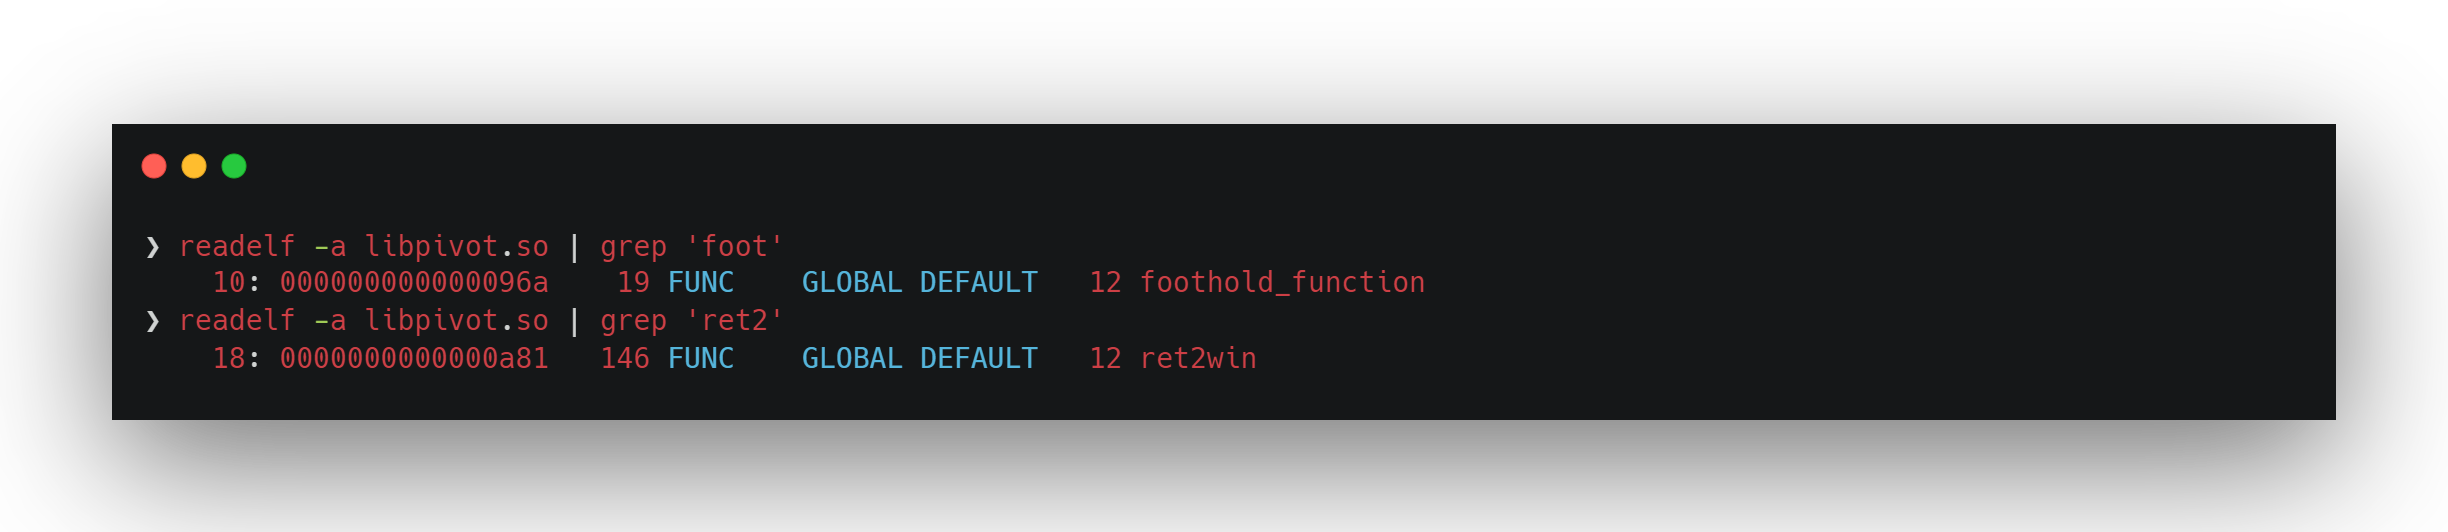 ❯ readelf -a libpivot.so | grep 'foot'
    10: 000000000000096a    19 FUNC    GLOBAL DEFAULT   12 foothold_function
❯ readelf -a libpivot.so | grep 'ret2'
    18: 0000000000000a81   146 FUNC    GLOBAL DEFAULT   12 ret2win